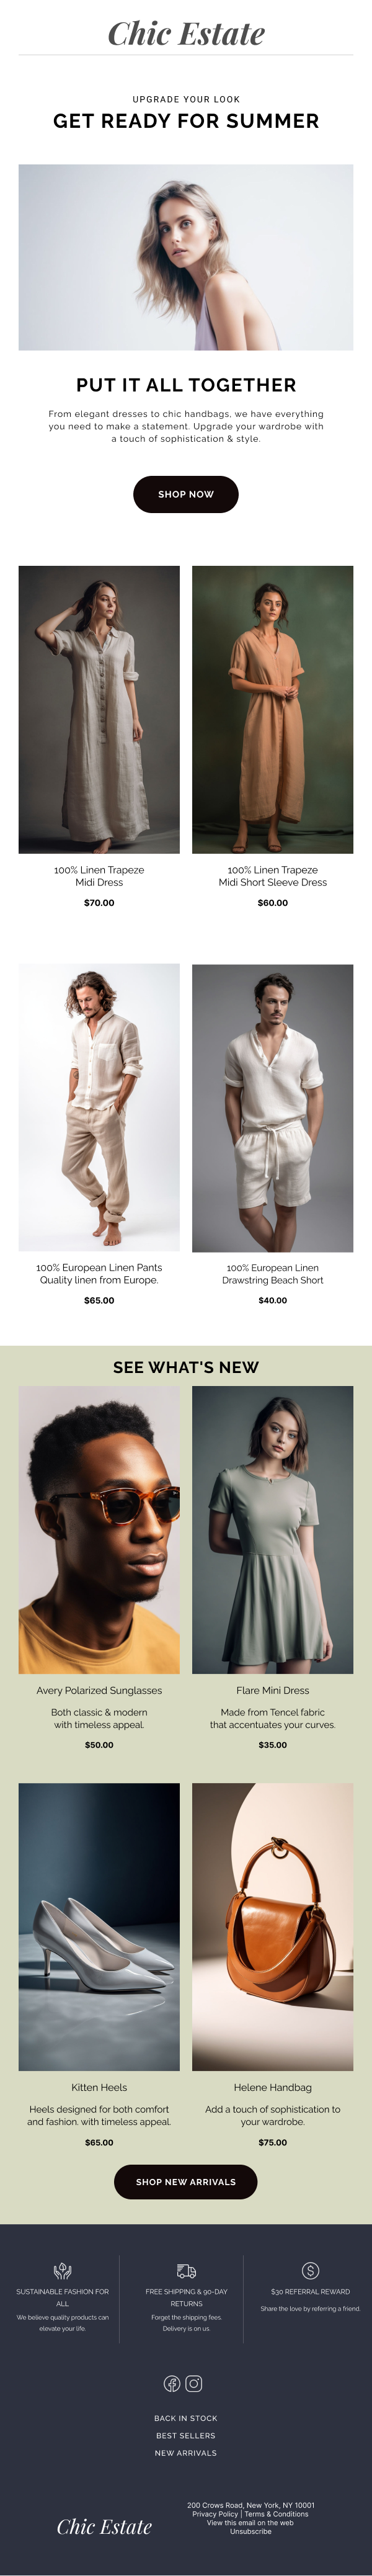 Chic Estate
UPGRADE YOUR LOOK
GET READY FOR SUMMER
PUT IT ALL TOGETHER
From elegant dresses to chic handbags, we have everything
you need to make a statement. Upgrade your wardrobe with
a touch of sophistication & style.
SHOP NOW
100% Linen Trapeze
Midi Dress
$70.00
100% Linen Trapeze
Midi Short Sleeve Dress
$60.00
100% European Linen Pants
Quality linen from Europe.
$65.00
100% European Linen
Drawstring Beach Short
$40.00
SEE WHAT'S NEW
Avery Polarized Sunglasses
Both classic & modern
with timeless appeal.
$50.00
Flare Mini Dress
Made from Tencel fabric
that accentuates your curves.
$35.00
Kitten Heels
Heels designed for both comfort
and fashion. with timeless appeal.
$65.00
Helene Handbag
Add a touch of sophistication to
your wardrobe.
$75.00
SHOP NEW ARRIVALS
SUSTAINABLE FASHION FOR
ALL
We believe quality products can
elevate your life.
FREE SHIPPING & 90-DAY
RETURNS
Forget the shipping fees.
Delivery is on us.
$30 REFERRAL REWARD
Share the love by referring a friend.
BACK IN STOCK
BEST SELLERS
NEW ARRIVALS
Chic Estate
200 Crows Road, New York, NY 10001
Privacy Policy | Terms & Conditions
View this email on the web
Unsubscribe